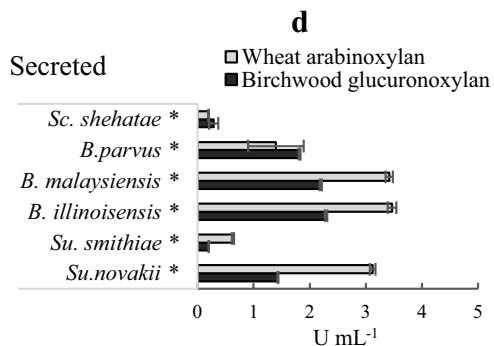 d
Wheat arabinoxylan
Secreted
Birchwood glucuronoxylan
Sc. shehatae *
B.parvus *
B. malaysiensis *
B. illinoisensis *
Su. smithiae *
Su.novakii *
0 1 2 3 4 5
U mL⁻¹